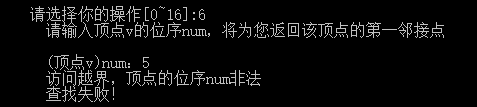 请选择你的操作[0~16]:6
请输入顶点v的位序num, 将为您返回该顶点的第一邻接点
(顶点v)num: 5
访问越界, 顶点的位序num非法
查找失败!